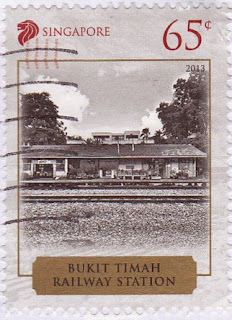 SINGAPORE
65¢
2013
BUKIT TIMAH
RAILWAY STATION